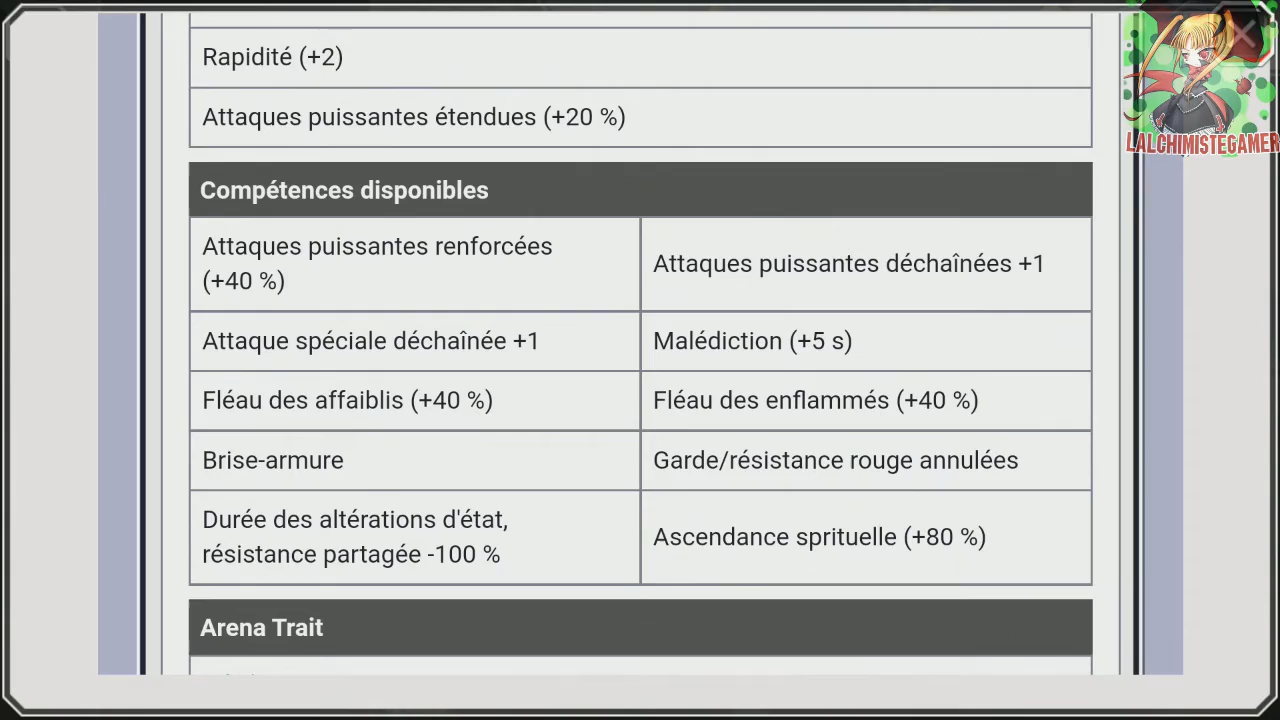 Rapidité (+2)
Attaques puissantes étendues (+20 %)
LALCHIMISTEGAMER
Compétences disponibles
Attaques puissantes renforcées
(+40 %)
Attaques puissantes déchaînées +1
Attaque spéciale déchaînée +1
Malédiction (+5 s)
Fléau des affaiblis (+40 %)
Fléau des enflammés (+40 %)
Brise-armure
Garde/résistance rouge annulées
Durée des altérations d'état,
résistance partagée -100 %
Ascendance sprituelle (+80 %)
Arena Trait